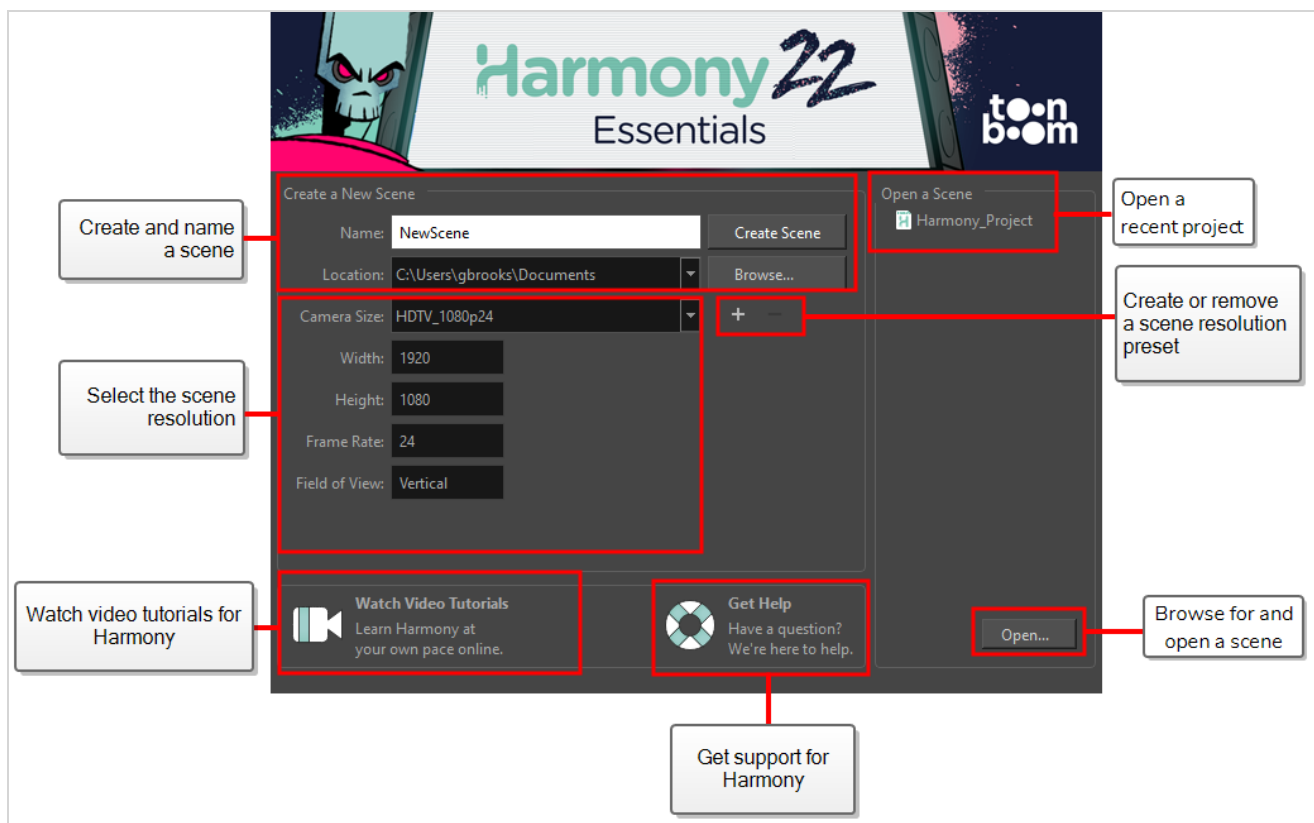 Harmony 22
Essentials
toon
boom
Create a New Scene
Name: NewScene Create Scene
Location: C:\Users\gbrooks\Documents Browse...
Camera Size: HDTV_1080p24 + −
Width: 1920
Height: 1080
Frame Rate: 24
Field of View: Vertical
Open a Scene
Harmony_Project
Watch Video Tutorials
Learn Harmony at
your own pace online.
Get Help
Have a question?
We're here to help.
Open...
Create and name
a scene
Select the scene
resolution
Watch video tutorials for
Harmony
Get support for
Harmony
Open a
recent project
Create or remove
a scene resolution
preset
Browse for and
open a scene